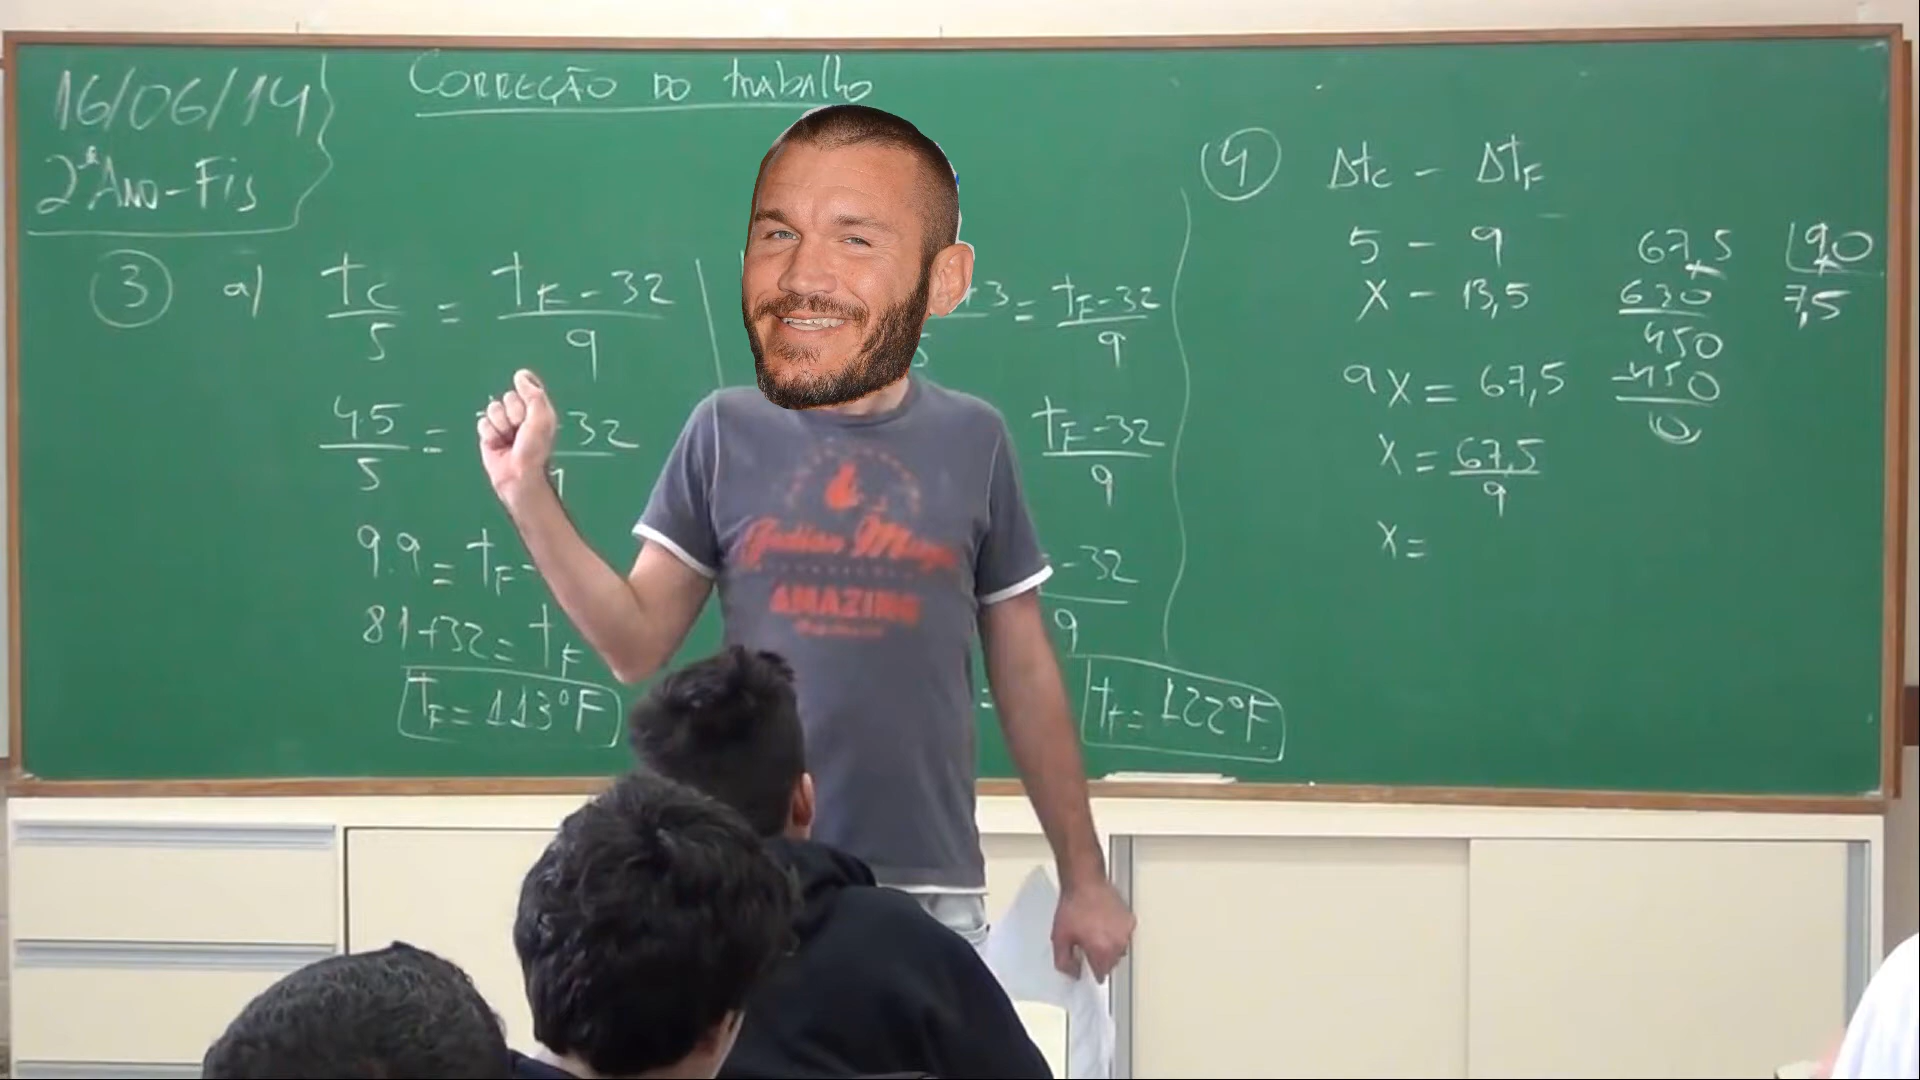 16/06/14
2º Ano-Fis
Correção do trabalho
3 a) tc/5 = tF-32/9
45/5 = -32
9.9 = tF
81+32 = tF
tF = 113°F
+3 = tF-32/9
tF-32/9
-32/9
= tF = 122°F
4 Δtc - ΔtF
5 - 9
X - 13,5
9X = 67,5
X = 67,5/9
X =
67,5 90
630 7,5
450
-450
0
AMAZING